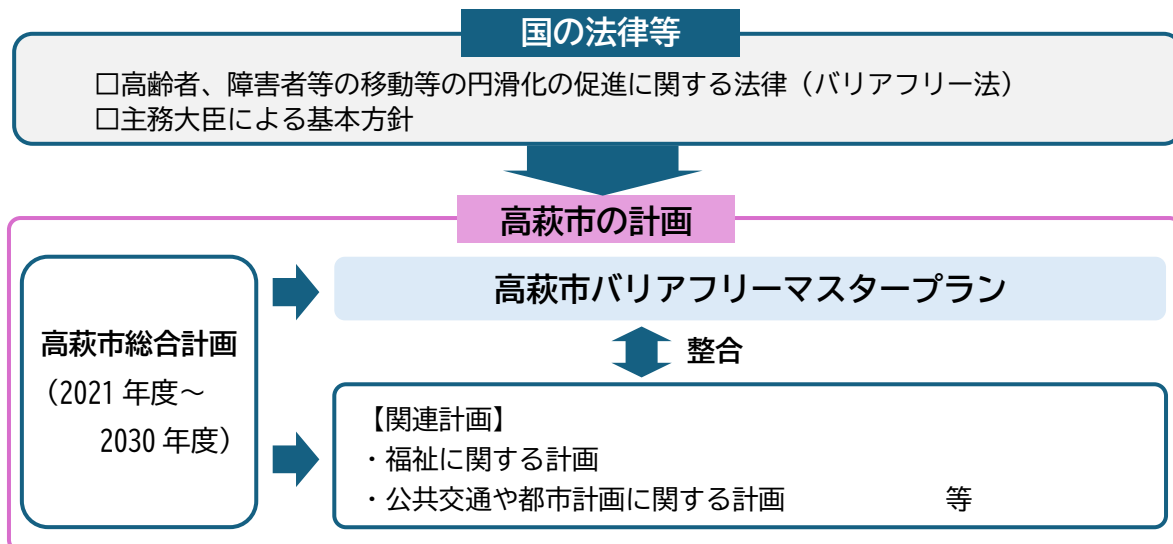 国の法律等
□高齢者、障害者等の移動等の円滑化の促進に関する法律（バリアフリー法）
□主務大臣による基本方針
高萩市の計画
高萩市総合計画
（2021 年度～
2030 年度）
高萩市バリアフリーマスタープラン
整合
【関連計画】
・福祉に関する計画
・公共交通や都市計画に関する計画 等